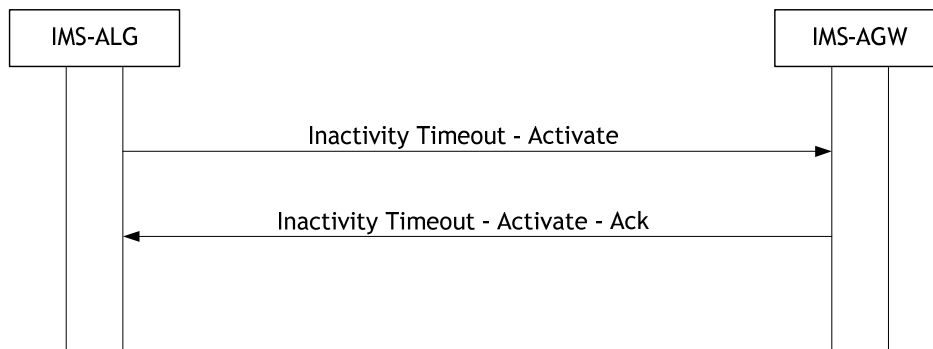 IMS-ALG
IMS-AGW
Inactivity Timeout - Activate
Inactivity Timeout - Activate - Ack